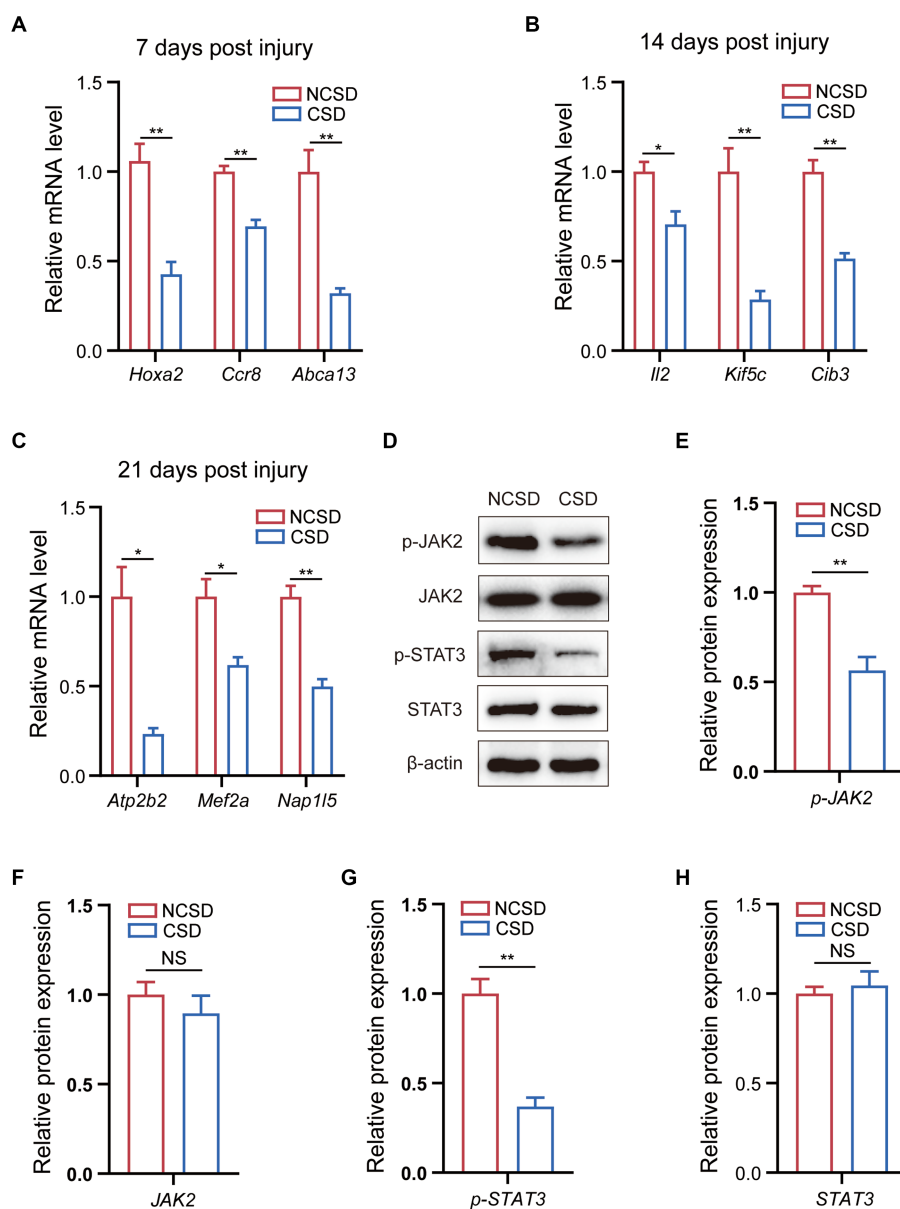 A
7 days post injury
Relative mRNA level
1.5
1.0
0.5
0.0
NCSD
CSD
**
**
**
Hoxa2
Ccr8
Abca13
B
14 days post injury
Relative mRNA level
1.5
1.0
0.5
0.0
NCSD
CSD
*
**
**
Il2
Kif5c
Cib3
C
21 days post injury
Relative mRNA level
1.5
1.0
0.5
0.0
NCSD
CSD
*
*
**
Atp2b2
Mef2a
Nap1l5
D
NCSD CSD
p-JAK2
JAK2
p-STAT3
STAT3
β-actin
E
Relative protein expression
1.5
1.0
0.5
0.0
NCSD
CSD
**
p-JAK2
F
Relative protein expression
1.5
1.0
0.5
0.0
NCSD
CSD
NS
JAK2
G
Relative protein expression
1.5
1.0
0.5
0.0
NCSD
CSD
**
p-STAT3
H
Relative protein expression
1.5
1.0
0.5
0.0
NCSD
CSD
NS
STAT3